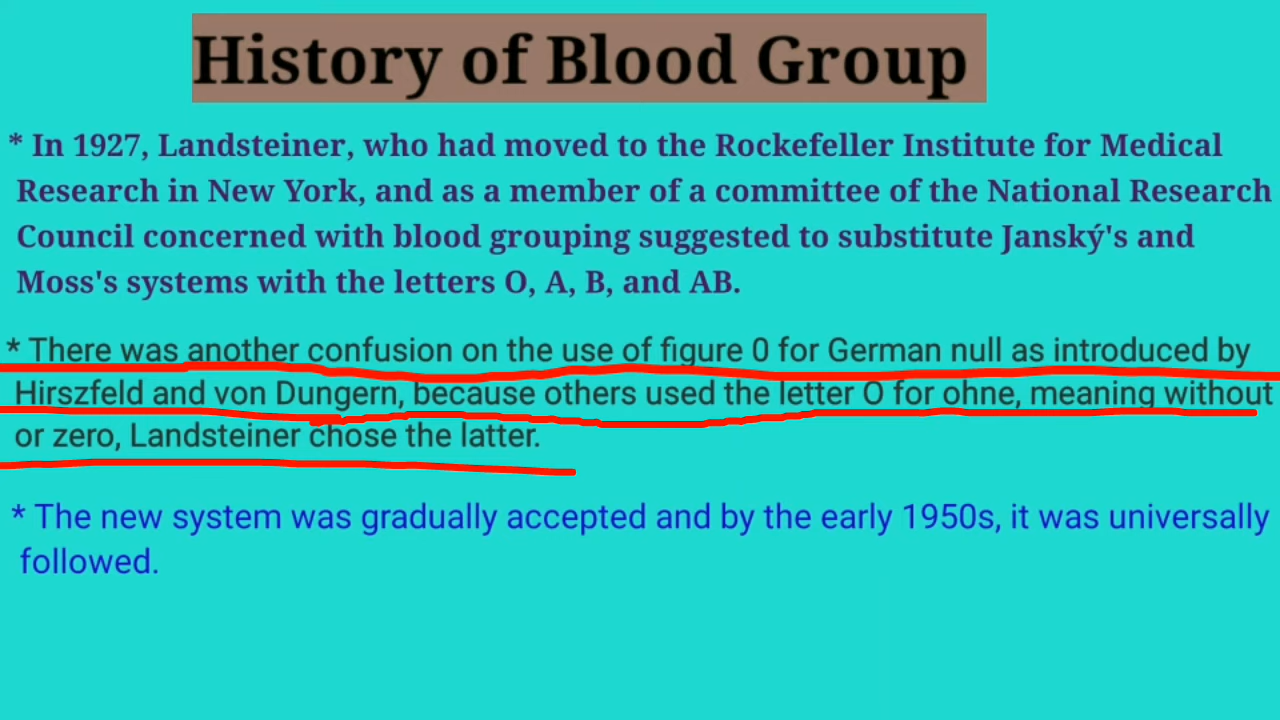 History of Blood Group
* In 1927, Landsteiner, who had moved to the Rockefeller Institute for Medical
Research in New York, and as a member of a committee of the National Research
Council concerned with blood grouping suggested to substitute Janský's and
Moss's systems with the letters O, A, B, and AB.
* There was another confusion on the use of figure 0 for German null as introduced by
Hirszfeld and von Dungern, because others used the letter O for ohne, meaning without
or zero, Landsteiner chose the latter.
* The new system was gradually accepted and by the early 1950s, it was universally
followed.